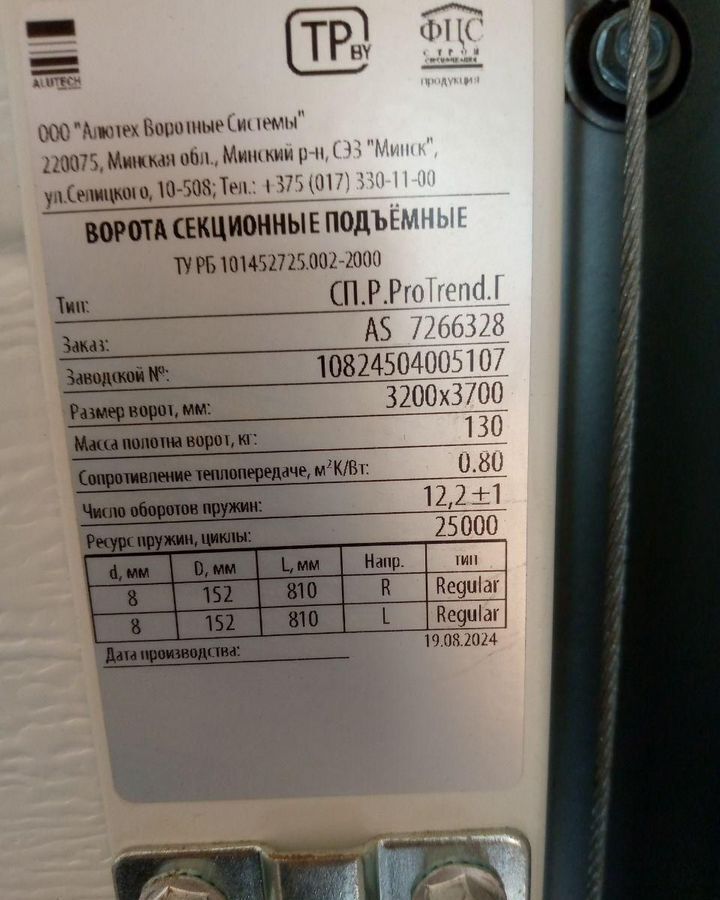 ALUTECH
ТР BY
ФЦС
СТРОЙ
СЕРТИФИКАЦИЯ
продукция
ООО "Алютех Воротные Системы"
220075, Минская обл., Минский р-н, СЭЗ "Минск",
ул.Селицкого, 10-508; Тел.: +375 (017) 330-11-00
ВОРОТА СЕКЦИОННЫЕ ПОДЪЁМНЫЕ
ТУ РБ 101452725.002-2000
Тип: СП.Р.ProTrend.Г
Заказ: AS 7266328
Заводской №: 10824504005107
Размер ворот, мм: 3200x3700
Масса полотна ворот, кг: 130
Сопротивление теплопередаче, м²К/Вт: 0.80
Число оборотов пружин: 12,2±1
Ресурс пружин, циклы: 25000
d, мм D, мм L, мм Напр. тип
8 152 810 R Regular
8 152 810 L Regular
Дата производства: 19.08.2024